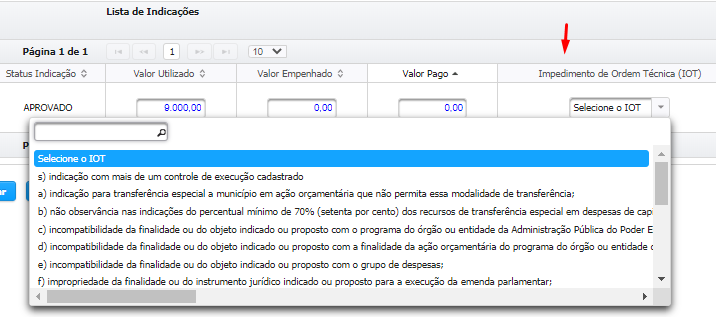 Lista de Indicações
Página 1 de 1 1 10
Status Indicação Valor Utilizado Valor Empenhado Valor Pago Impedimento de Ordem Técnica (IOT)
APROVADO 9.000,00 0,00 0,00 Selecione o IOT
Selecione o IOT
s) indicação com mais de um controle de execução cadastrado
a) indicação para transferência especial a município em ação orçamentária que não permita essa modalidade de transferência;
b) não observância nas indicações do percentual mínimo de 70% (setenta por cento) dos recursos de transferência especial em despesas de capi
c) incompatibilidade da finalidade ou do objeto indicado ou proposto com o programa do órgão ou entidade da Administração Pública do Poder E
d) incompatibilidade da finalidade ou do objeto indicado ou proposto com a finalidade da ação orçamentária do programa do órgão ou entidade
e) incompatibilidade da finalidade ou do objeto indicado ou proposto com o grupo de despesas;
f) impropriedade da finalidade ou do instrumento jurídico indicado ou proposto para a execução da emenda parlamentar;